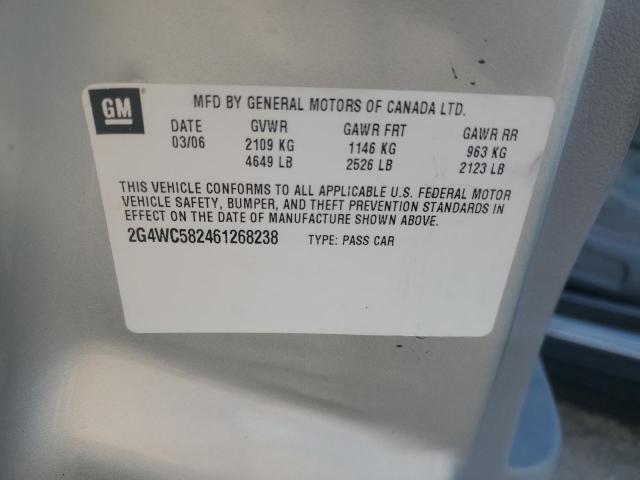 GM
MFD BY GENERAL MOTORS OF CANADA LTD.
DATE GVWR GAWR FRT GAWR RR
03/06 2109 KG 1146 KG 963 KG
4649 LB 2526 LB 2123 LB
THIS VEHICLE CONFORMS TO ALL APPLICABLE U.S. FEDERAL MOTOR
VEHICLE SAFETY, BUMPER, AND THEFT PREVENTION STANDARDS IN
EFFECT ON THE DATE OF MANUFACTURE SHOWN ABOVE.
2G4WC582461268238 TYPE: PASS CAR